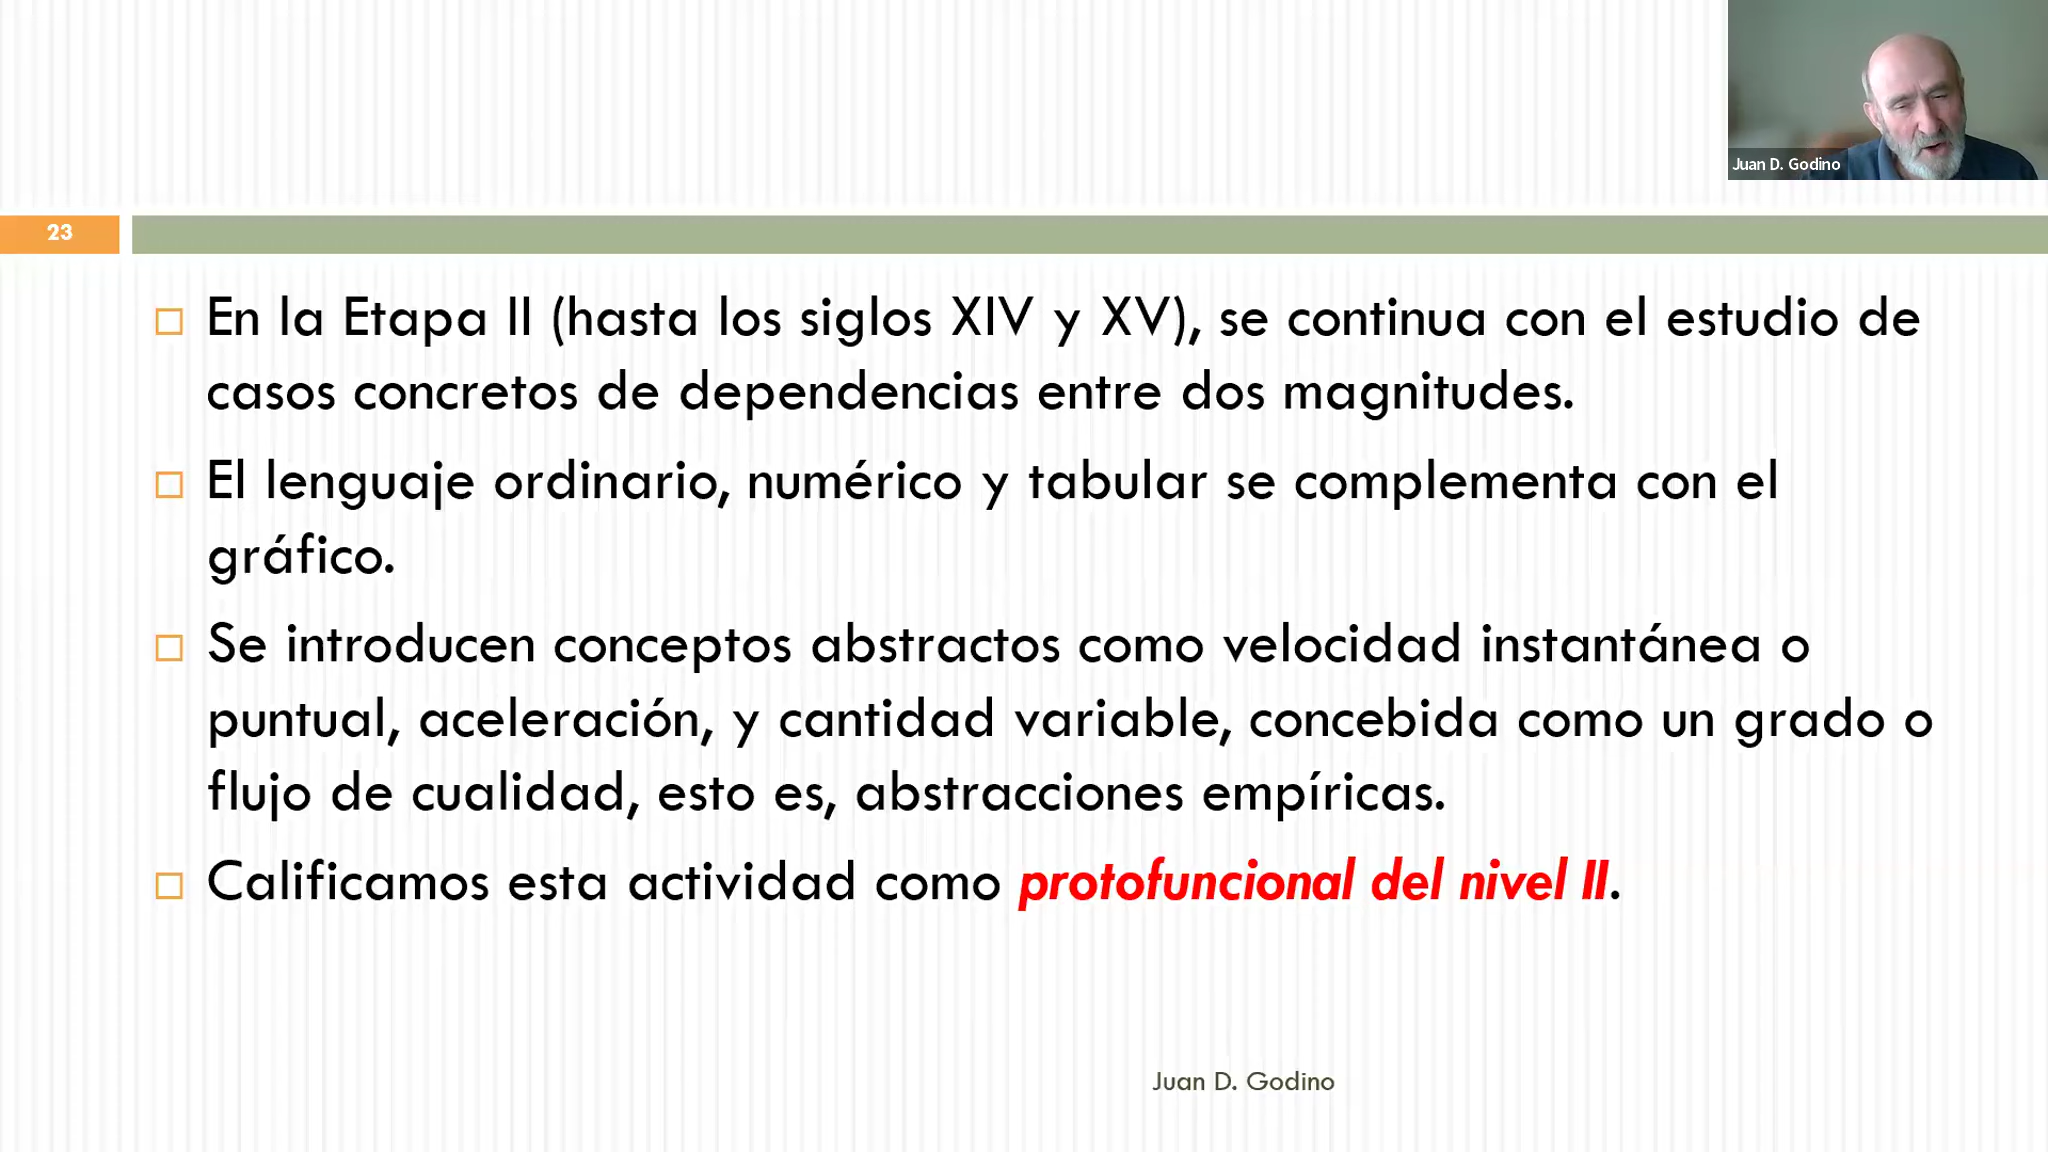 Juan D. Godino
23
En la Etapa II (hasta los siglos XIV y XV), se continua con el estudio de
casos concretos de dependencias entre dos magnitudes.
El lenguaje ordinario, numérico y tabular se complementa con el
gráfico.
Se introducen conceptos abstractos como velocidad instantánea o
puntual, aceleración, y cantidad variable, concebida como un grado o
flujo de cualidad, esto es, abstracciones empíricas.
Calificamos esta actividad como protofuncional del nivel II.
Juan D. Godino